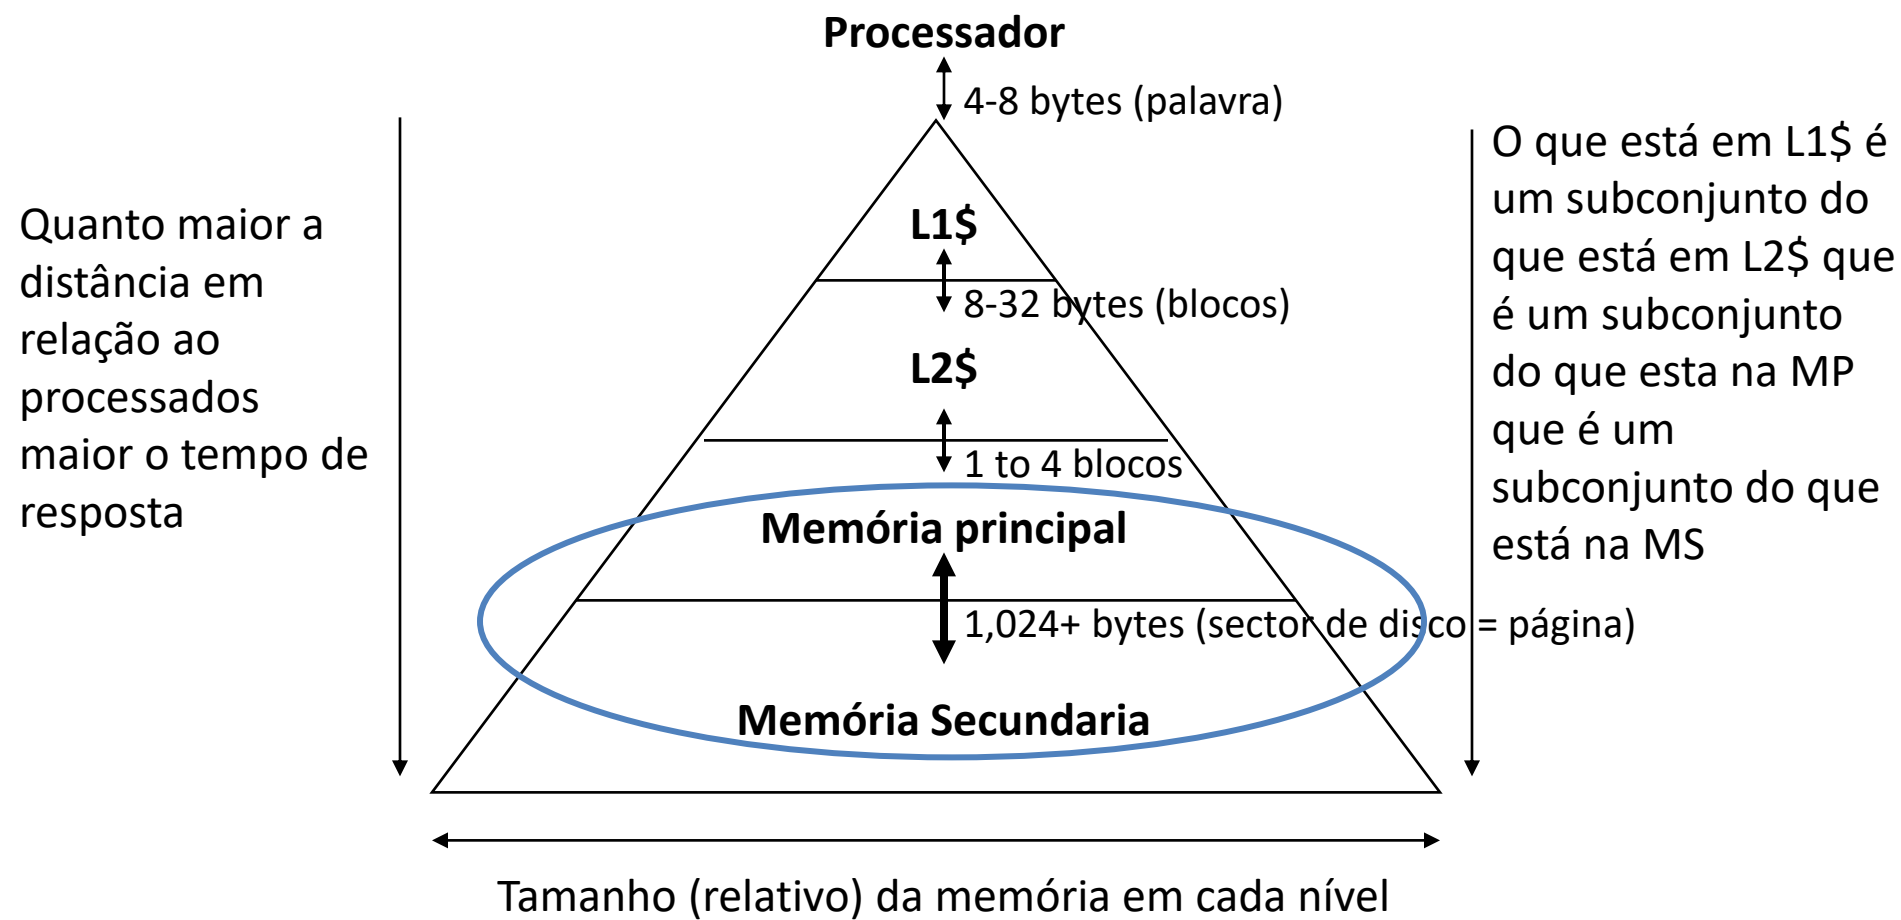 Processador
4-8 bytes (palavra)
Quanto maior a
distância em
relação ao
processados
maior o tempo de
resposta
L1$
8-32 bytes (blocos)
L2$
1 to 4 blocos
Memória principal
1,024+ bytes (sector de disco = página)
Memória Secundaria
O que está em L1$ é
um subconjunto do
que está em L2$ que
é um subconjunto
do que esta na MP
que é um
subconjunto do que
está na MS
Tamanho (relativo) da memória em cada nível